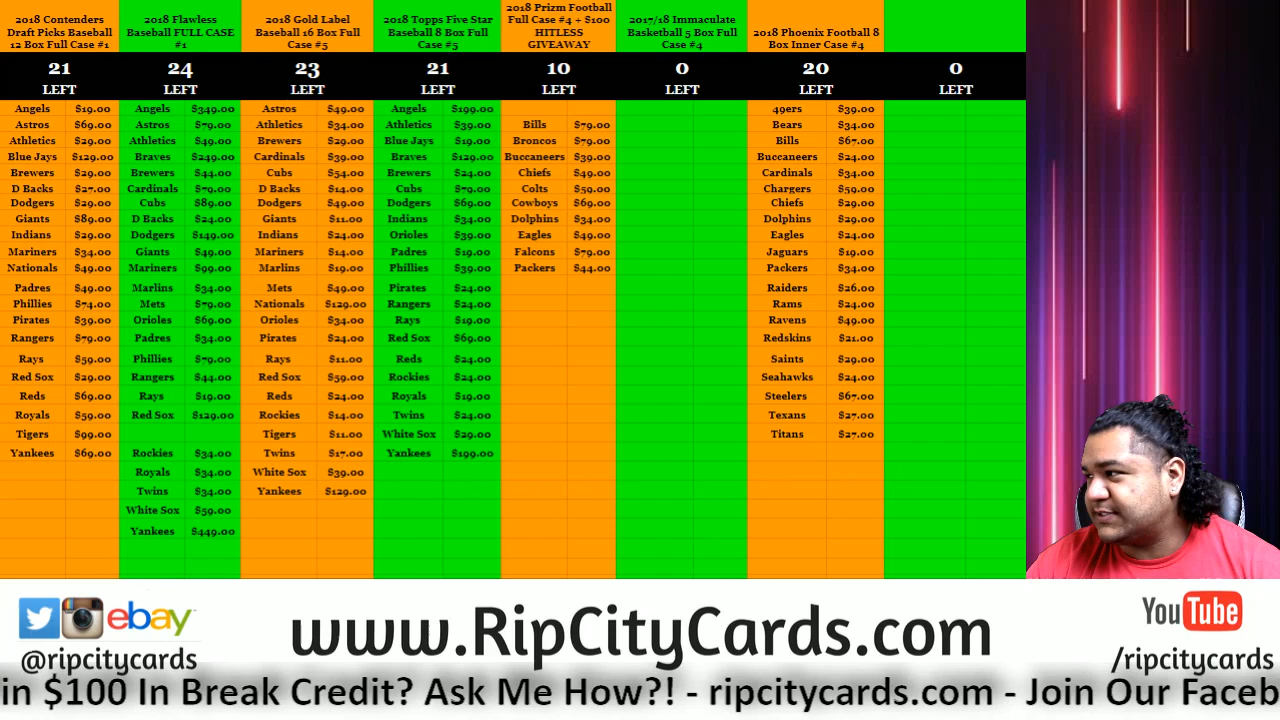 2018 Contenders
Draft Picks Baseball
12 Box Full Case #1
21
LEFT
Angels $19.00
Astros $69.00
Athletics $29.00
Blue Jays $129.00
Brewers $29.00
D Backs $27.00
Dodgers $29.00
Giants $89.00
Indians $29.00
Mariners $34.00
Nationals $49.00
Padres $49.00
Phillies $74.00
Pirates $39.00
Rangers $79.00
Rays $59.00
Red Sox $29.00
Reds $69.00
Royals $59.00
Tigers $99.00
Yankees $69.00
2018 Flawless
Baseball FULL CASE
#1
24
LEFT
Angels $349.00
Astros $79.00
Athletics $49.00
Braves $249.00
Brewers $44.00
Cardinals $79.00
Cubs $89.00
D Backs $24.00
Dodgers $149.00
Giants $49.00
Mariners $99.00
Marlins $34.00
Mets $79.00
Orioles $69.00
Padres $34.00
Phillies $79.00
Rangers $44.00
Rays $19.00
Red Sox $129.00
Rockies $34.00
Royals $34.00
Twins $34.00
White Sox $59.00
Yankees $449.00
2018 Gold Label
Baseball 16 Box Full
Case #5
23
LEFT
Astros $49.00
Athletics $34.00
Brewers $29.00
Cardinals $39.00
Cubs $54.00
D Backs $14.00
Dodgers $49.00
Giants $11.00
Indians $24.00
Mariners $14.00
Marlins $19.00
Mets $49.00
Nationals $129.00
Orioles $34.00
Pirates $24.00
Rays $11.00
Red Sox $59.00
Reds $24.00
Rockies $14.00
Tigers $11.00
Twins $17.00
White Sox $39.00
Yankees $129.00
2018 Topps Five Star
Baseball 8 Box Full
Case #5
21
LEFT
Angels $199.00
Athletics $39.00
Blue Jays $19.00
Braves $129.00
Brewers $24.00
Cubs $79.00
Dodgers $69.00
Indians $34.00
Orioles $39.00
Padres $19.00
Phillies $39.00
Pirates $24.00
Rangers $24.00
Rays $19.00
Red Sox $69.00
Reds $24.00
Rockies $24.00
Royals $19.00
Twins $24.00
White Sox $29.00
Yankees $199.00
2018 Prizm Football
Full Case #4 + $100
HITLESS
GIVEAWAY
10
LEFT
Bills $79.00
Broncos $79.00
Buccaneers $39.00
Chiefs $49.00
Colts $59.00
Cowboys $69.00
Dolphins $34.00
Eagles $49.00
Falcons $79.00
Packers $44.00
2017/18 Immaculate
Basketball 5 Box Full
Case #4
0
LEFT
2018 Phoenix Football 8
Box Inner Case #4
20
LEFT
49ers $39.00
Bears $34.00
Bills $67.00
Buccaneers $24.00
Cardinals $34.00
Chargers $59.00
Chiefs $29.00
Dolphins $29.00
Eagles $24.00
Jaguars $19.00
Packers $34.00
Raiders $26.00
Rams $24.00
Ravens $49.00
Redskins $21.00
Saints $29.00
Seahawks $24.00
Steelers $67.00
Texans $27.00
Titans $27.00
0
LEFT
ebay
@ripcitycards
www.RipCityCards.com
YouTube
/ripcitycards
in $100 In Break Credit? Ask Me How?! - ripcitycards.com - Join Our Faceb